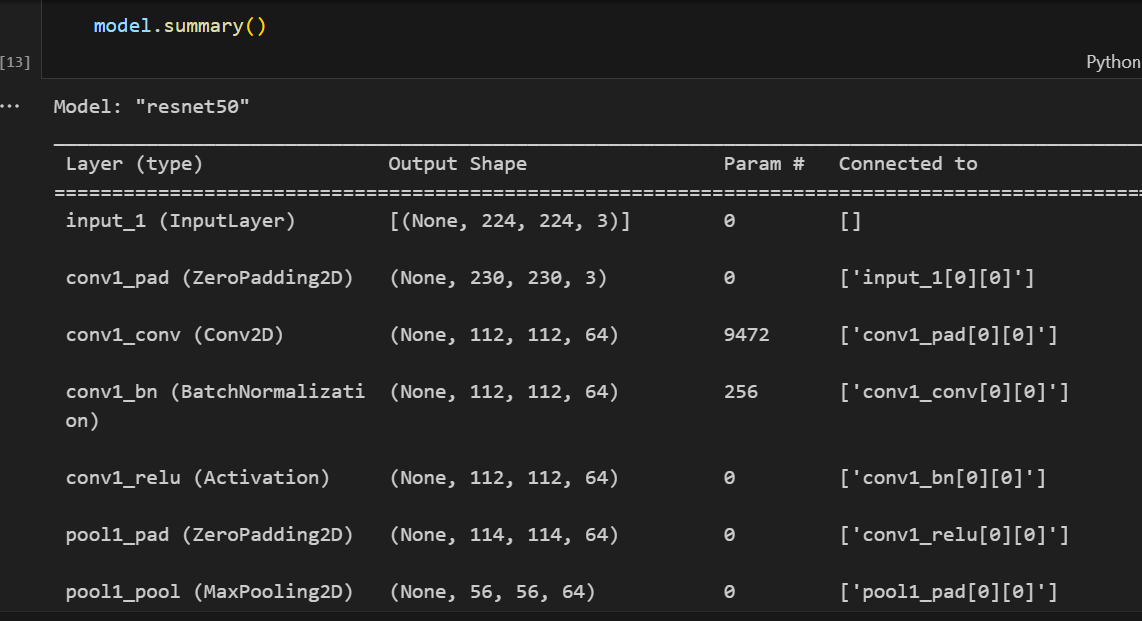 model.summary()
[13]
Python
...
Model: "resnet50"
Layer (type) Output Shape Param # Connected to
==================================================================================================
input_1 (InputLayer) [(None, 224, 224, 3)] 0 []
conv1_pad (ZeroPadding2D) (None, 230, 230, 3) 0 ['input_1[0][0]']
conv1_conv (Conv2D) (None, 112, 112, 64) 9472 ['conv1_pad[0][0]']
conv1_bn (BatchNormalizati (None, 112, 112, 64) 256 ['conv1_conv[0][0]']
on)
conv1_relu (Activation) (None, 112, 112, 64) 0 ['conv1_bn[0][0]']
pool1_pad (ZeroPadding2D) (None, 114, 114, 64) 0 ['conv1_relu[0][0]']
pool1_pool (MaxPooling2D) (None, 56, 56, 64) 0 ['pool1_pad[0][0]']